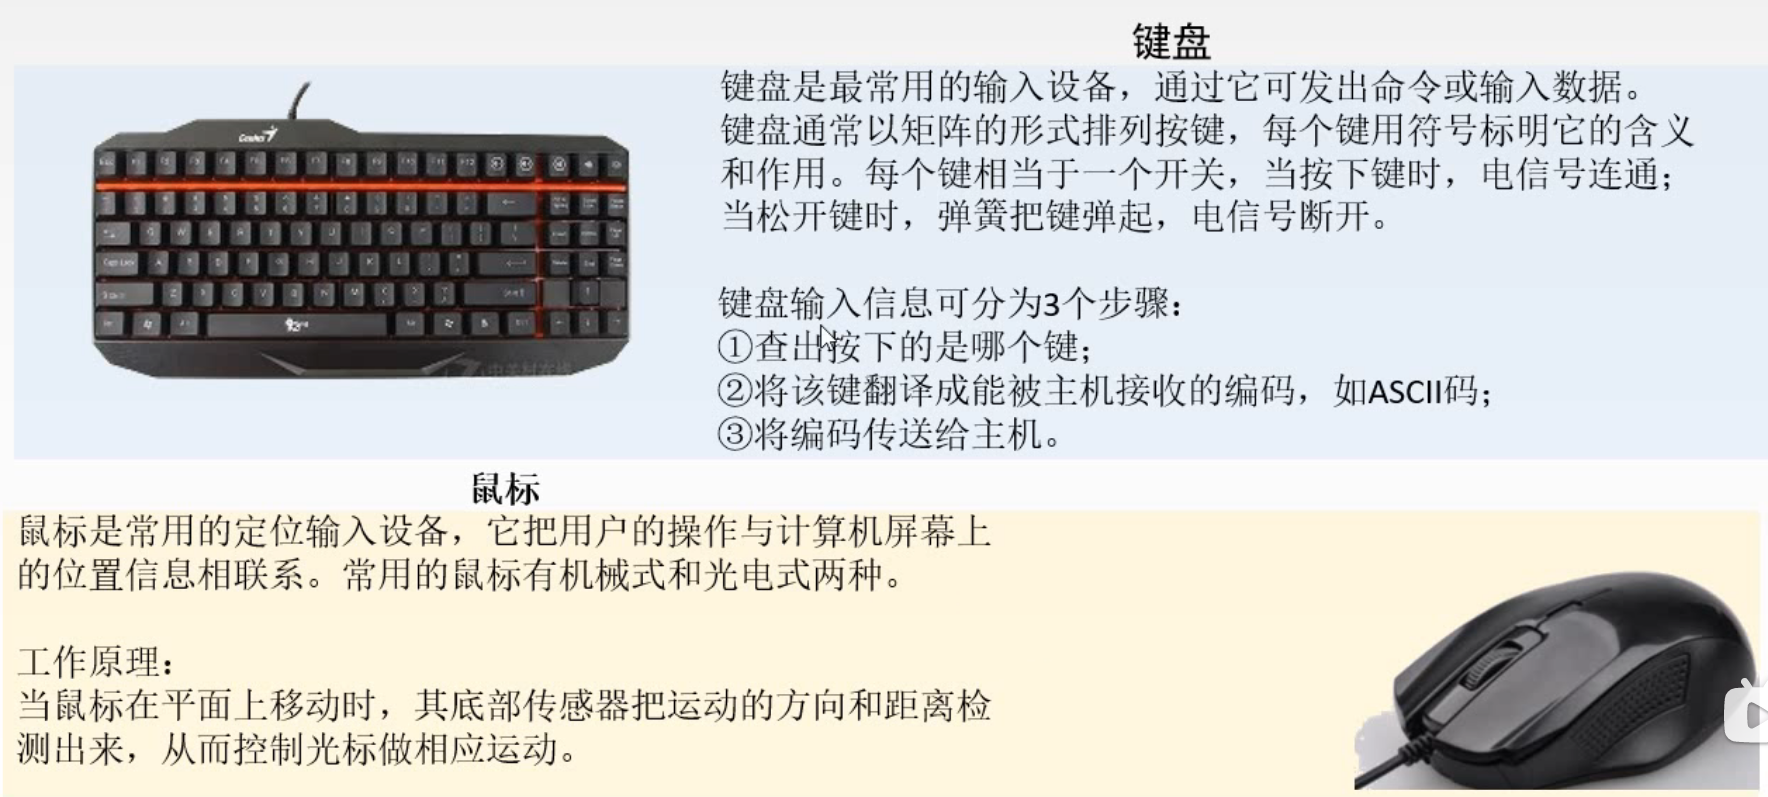 键盘
键盘是最常用的输入设备，通过它可发出命令或输入数据。
键盘通常以矩阵的形式排列按键，每个键用符号标明它的含义
和作用。每个键相当于一个开关，当按下键时，电信号连通；
当松开键时，弹簧把键弹起，电信号断开。
键盘输入信息可分为3个步骤：
①查出按下的是哪个键；
②将该键翻译成能被主机接收的编码，如ASCII码；
③将编码传送给主机。
鼠标
鼠标是常用的定位输入设备，它把用户的操作与计算机屏幕上
的位置信息相联系。常用的鼠标有机械式和光电式两种。
工作原理：
当鼠标在平面上移动时，其底部传感器把运动的方向和距离检
测出来，从而控制光标做相应运动。